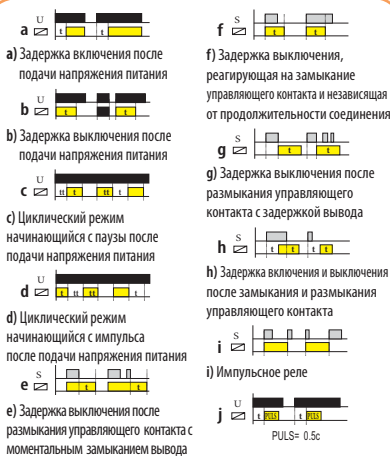 a U t t
а) Задержка включения после
подачи напряжения питания
b U t t
b) Задержка выключения после
подачи напряжения питания
c U tt t tt t
с) Циклический режим
начинающийся с паузы после
подачи напряжения питания
d U t tt tt t
d) Циклический режим
начинающийся с импульса
после подачи напряжения питания
e S t t
е) Задержка выключения после
размыкания управляющего контакта с
моментальным замыканием вывода
f S t t
f) Задержка выключения,
реагирующая на замыкание
управляющего контакта и независящая
от продолжительности соединения
g S t t
g) Задержка выключения после
размыкания управляющего
контакта с задержкой вывода
h S t t t t
h) Задержка включения и выключения
после замыкания и размыкания
управляющего контакта
i S
i) Импульсное реле
j U t PULS t PULS
PULS= 0.5c